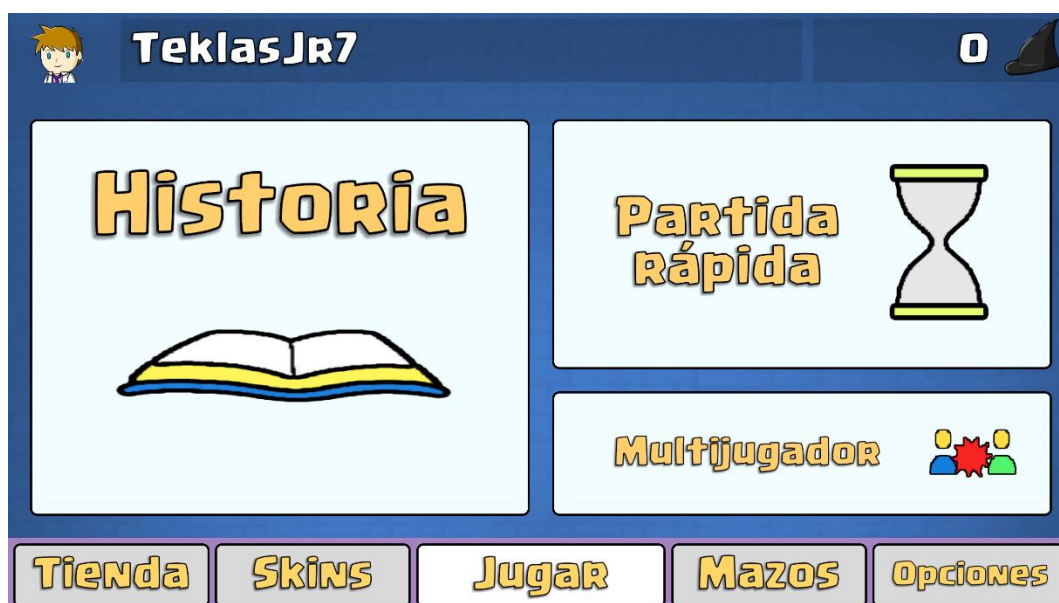 TeklasJR7
0
Historia
Partida
rápida
Multijugador
Tienda
Skins
Jugar
Mazos
Opciones